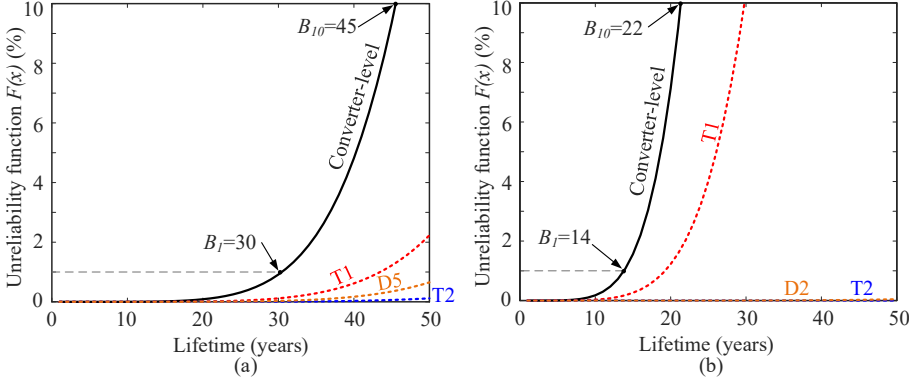 Unreliability function F(x) (%)
10
8
6
4
2
0
0
10
20
30
40
50
B10=45
Converter-level
B1=30
T1
D5
T2
Lifetime (years)
(a)
Unreliability function F(x) (%)
10
8
6
4
2
0
0
10
20
30
40
50
B10=22
Converter-level
T1
B1=14
D2
T2
Lifetime (years)
(b)